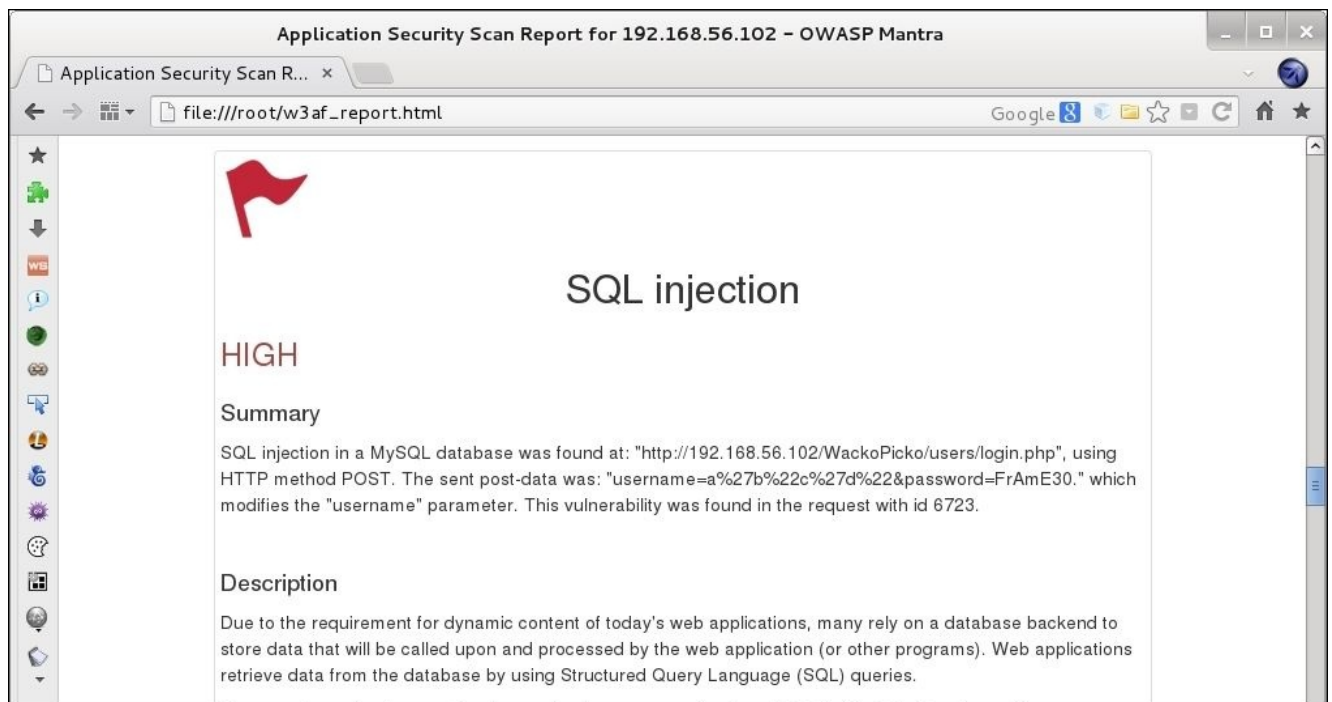 Application Security Scan Report for 192.168.56.102 – OWASP Mantra
Application Security Scan R... ×
file:///root/w3af_report.html
Google 8
WS
SQL injection
HIGH
Summary
SQL injection in a MySQL database was found at: "http://192.168.56.102/WackoPicko/users/login.php", using
HTTP method POST. The sent post-data was: "username=a%27b%22c%27d%22&password=FrAmE30." which
modifies the "username" parameter. This vulnerability was found in the request with id 6723.
Description
Due to the requirement for dynamic content of today's web applications, many rely on a database backend to
store data that will be called upon and processed by the web application (or other programs). Web applications
retrieve data from the database by using Structured Query Language (SQL) queries.